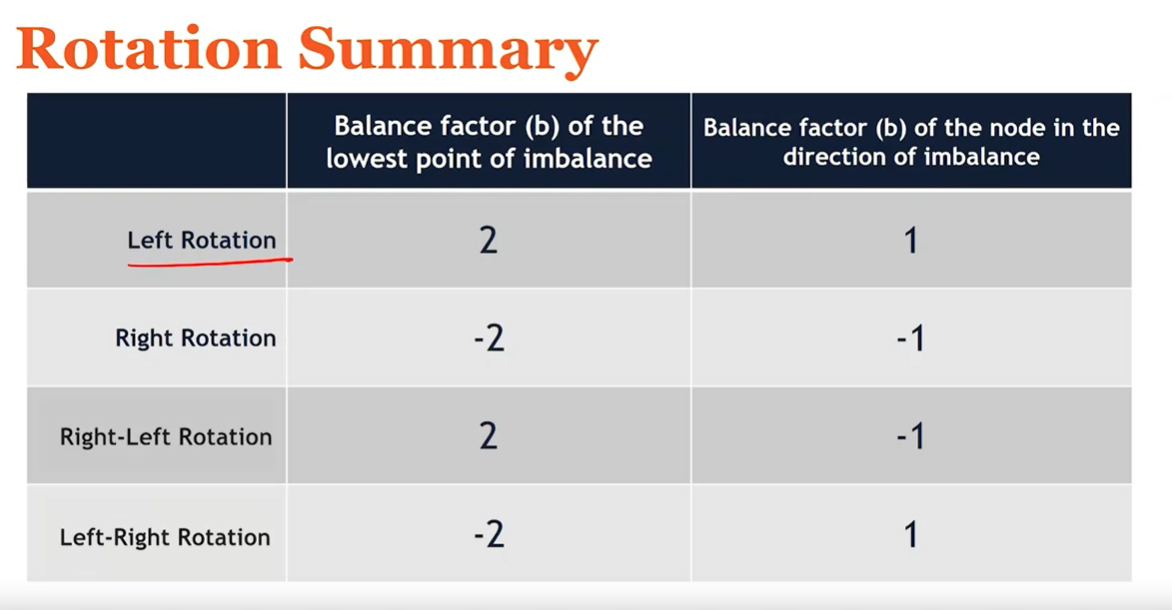 Rotation Summary
Balance factor (b) of the
lowest point of imbalance
Balance factor (b) of the node in the
direction of imbalance
Left Rotation
2
1
Right Rotation
-2
-1
Right-Left Rotation
2
-1
Left-Right Rotation
-2
1